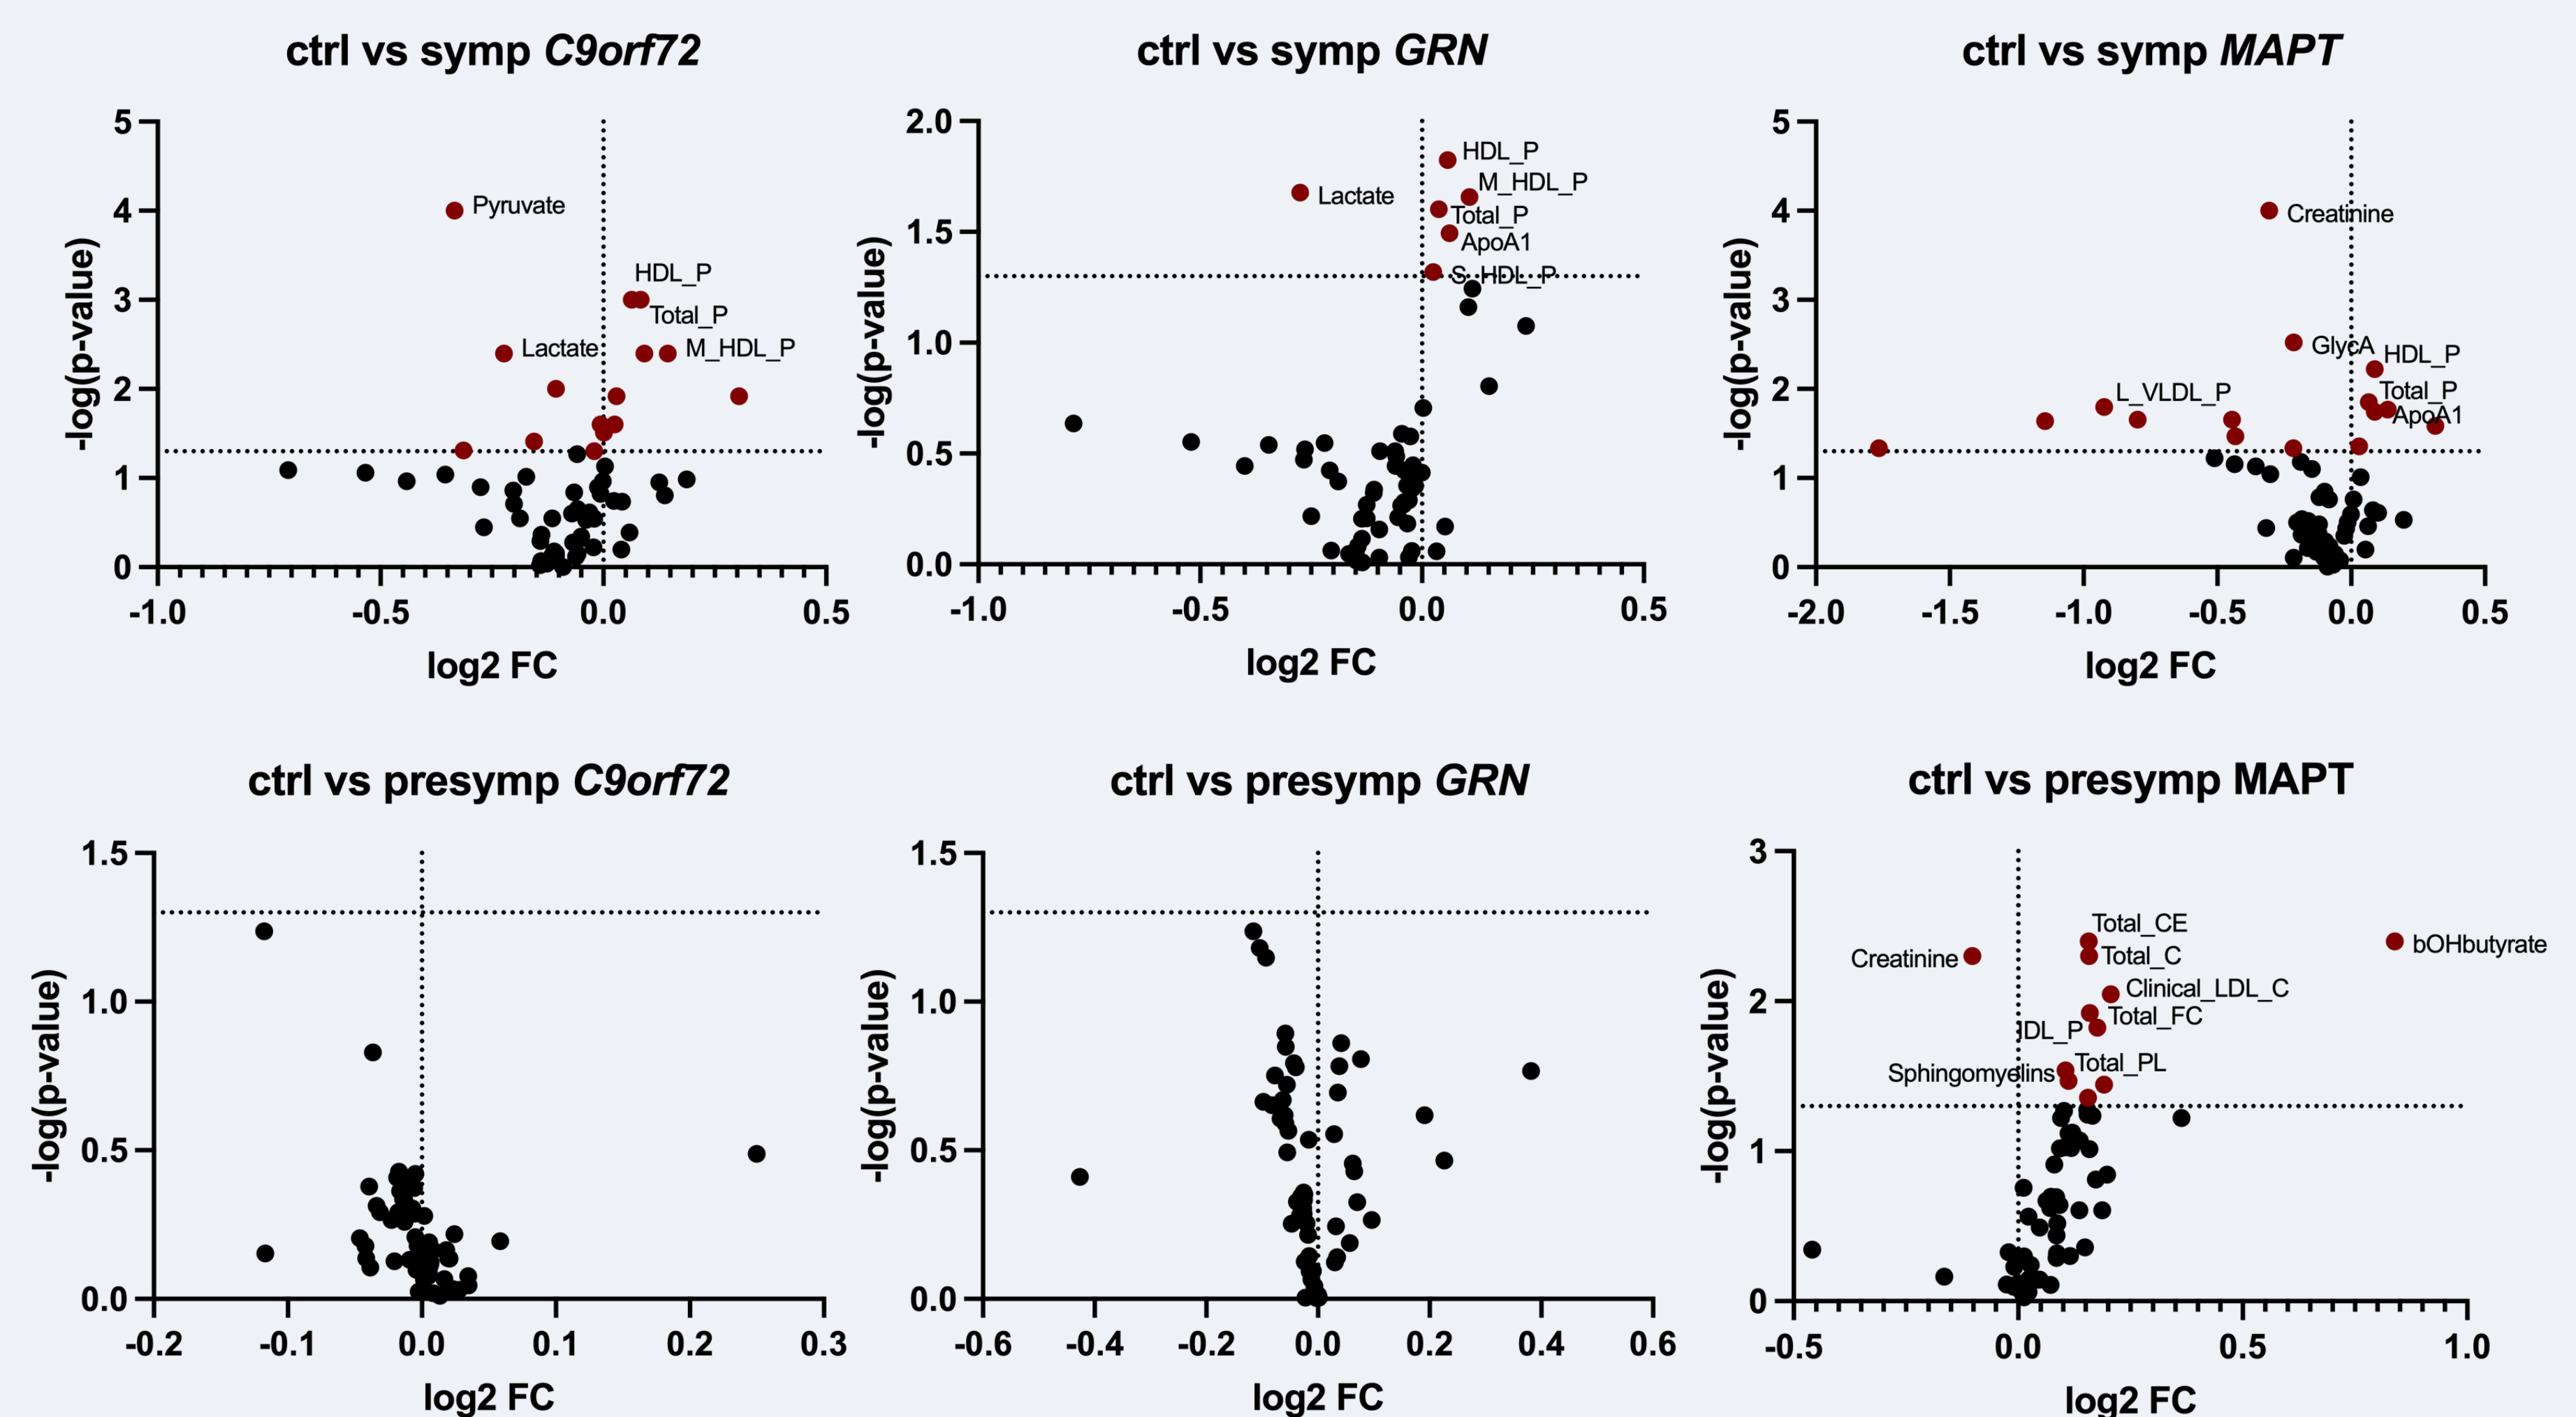 ctrl vs symp C9orf72
-log(p-value)
5
4
3
2
1
0
Pyruvate
HDL_P
Total_P
Lactate
M_HDL_P
-1.0 -0.5 0.0 0.5
log2 FC
ctrl vs symp GRN
-log(p-value)
2.0
1.5
1.0
0.5
0.0
HDL_P
Lactate
M_HDL_P
Total_P
ApoA1
S_HDL_P
-1.0 -0.5 0.0 0.5
log2 FC
ctrl vs symp MAPT
-log(p-value)
5
4
3
2
1
0
Creatinine
GlycA
HDL_P
L_VLDL_P
Total_P
ApoA1
-2.0 -1.5 -1.0 -0.5 0.0 0.5
log2 FC
ctrl vs presymp C9orf72
-log(p-value)
1.5
1.0
0.5
0.0
-0.2 -0.1 0.0 0.1 0.2 0.3
log2 FC
ctrl vs presymp GRN
-log(p-value)
1.5
1.0
0.5
0.0
-0.6 -0.4 -0.2 0.0 0.2 0.4 0.6
log2 FC
ctrl vs presymp MAPT
-log(p-value)
3
2
1
0
Total_CE
bOHbutyrate
Creatinine
Total_C
Clinical_LDL_C
Total_FC
IDL_P
Total_PL
Sphingomyelins
-0.5 0.0 0.5 1.0
log2 FC